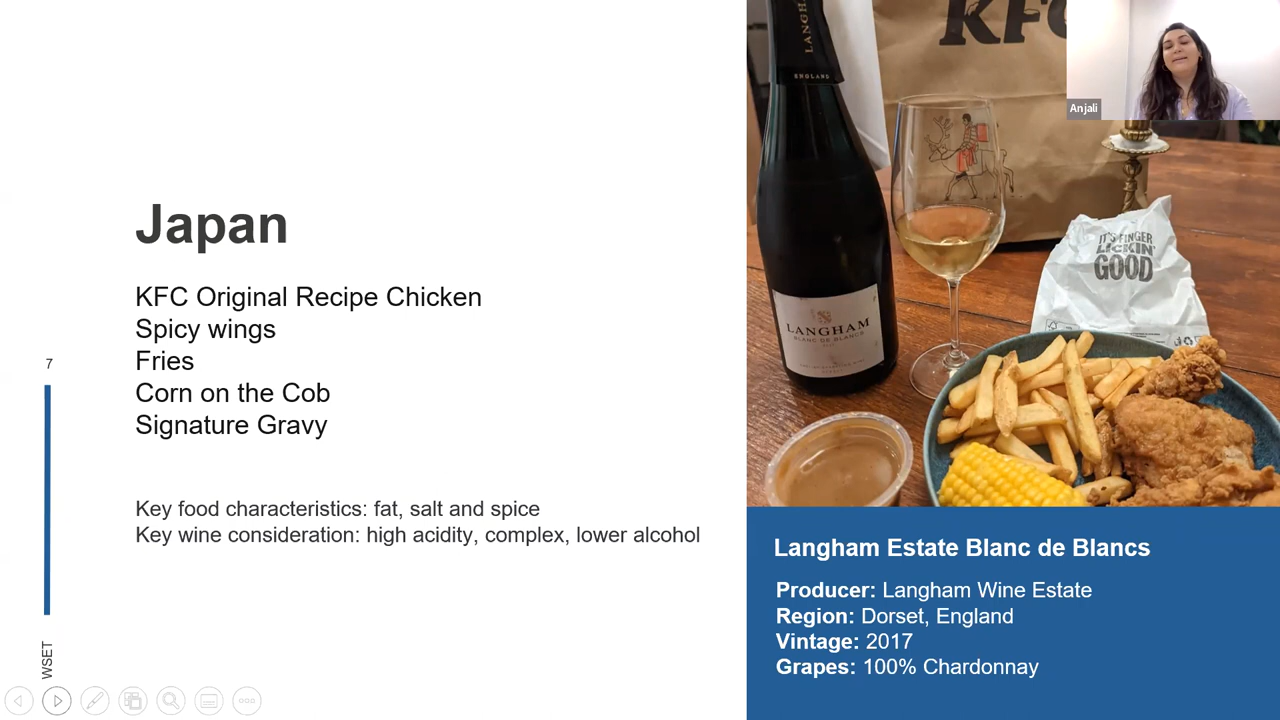 Japan
KFC Original Recipe Chicken
Spicy wings
Fries
Corn on the Cob
Signature Gravy
Key food characteristics: fat, salt and spice
Key wine consideration: high acidity, complex, lower alcohol
7
WSET
LANGHAM
ENGLAND
KFC
Anjali
IT'S FINGER
LICKIN'
GOOD
LANGHAM
BLANC DE BLANCS
Langham Estate Blanc de Blancs
Producer: Langham Wine Estate
Region: Dorset, England
Vintage: 2017
Grapes: 100% Chardonnay